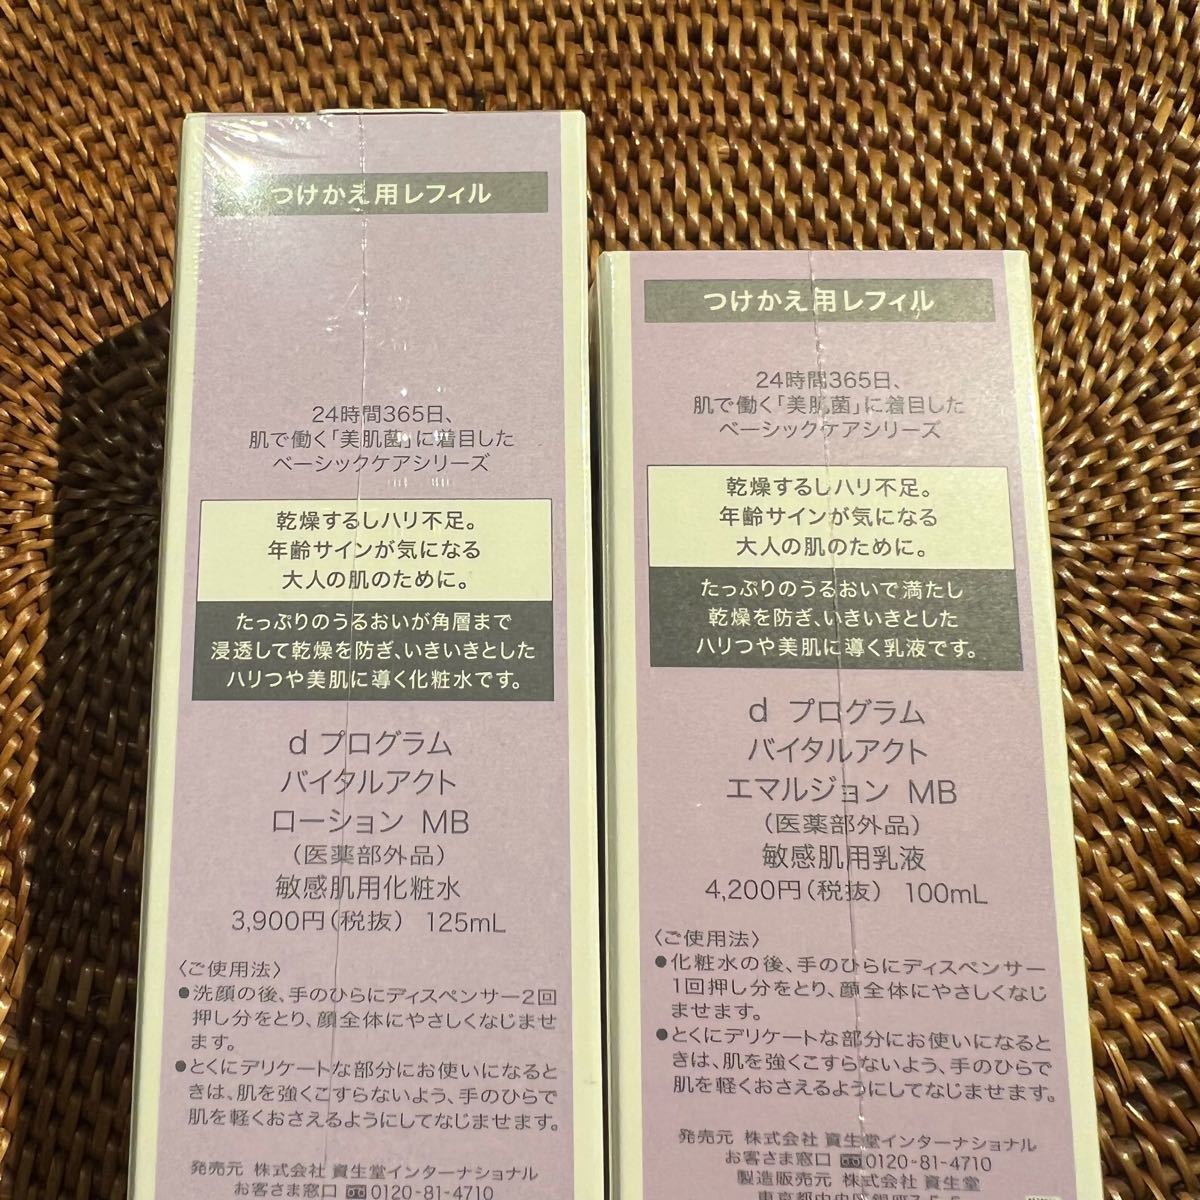 つけかえ用レフィル
24時間365日、
肌で働く「美肌菌」に着目した
ベーシックケアシリーズ
乾燥するしハリ不足。
年齢サインが気になる
大人の肌のために。
たっぷりのうるおいが角層まで
浸透して乾燥を防ぎ、いきいきとした
ハリつや美肌に導く化粧水です。
d プログラム
バイタルアクト
ローション MB
（医薬部外品）
敏感肌用化粧水
3,900円（税抜） 125mL
〈ご使用法〉
●洗顔の後、手のひらにディスペンサー2回
押し分をとり、顔全体にやさしくなじませ
ます。
●とくにデリケートな部分にお使いになると
きは、肌を強くこすらないよう、手のひらで
肌を軽くおさえるようにしてなじませます。
発売元 株式会社 資生堂インターナショナル
お客さま窓口 0120-81-4710
つけかえ用レフィル
24時間365日、
肌で働く「美肌菌」に着目した
ベーシックケアシリーズ
乾燥するしハリ不足。
年齢サインが気になる
大人の肌のために。
たっぷりのうるおいで満たし
乾燥を防ぎ、いきいきとした
ハリつや美肌に導く乳液です。
d プログラム
バイタルアクト
エマルジョン MB
（医薬部外品）
敏感肌用乳液
4,200円（税抜） 100mL
〈ご使用法〉
●化粧水の後、手のひらにディスペンサー
1回押し分をとり、顔全体にやさしくなじ
ませます。
●とくにデリケートな部分にお使いになると
きは、肌を強くこすらないよう、手のひらで
肌を軽くおさえるようにしてなじませます。
発売元 株式会社 資生堂インターナショナル
お客さま窓口 0120-81-4710
製造販売元 株式会社 資生堂
東京都中央区銀座7-5-5